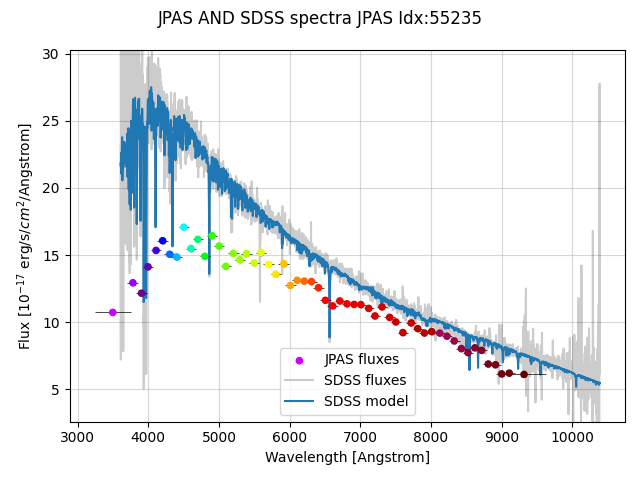 JPAS AND SDSS spectra JPAS Idx:55235
30
25
20
15
10
5
Flux [10^{-17} erg/s/cm^2/Angstrom]
JPAS fluxes
SDSS fluxes
SDSS model
3000 4000 5000 6000 7000 8000 9000 10000
Wavelength [Angstrom]